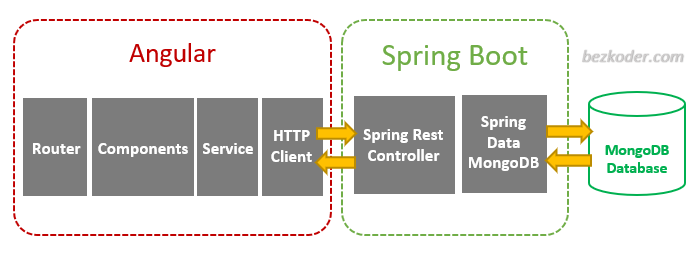 Angular
Spring Boot
bezkoder.com
Router
Components
Service
HTTP
Client
Spring Rest
Controller
Spring
Data
MongoDB
MongoDB
Database